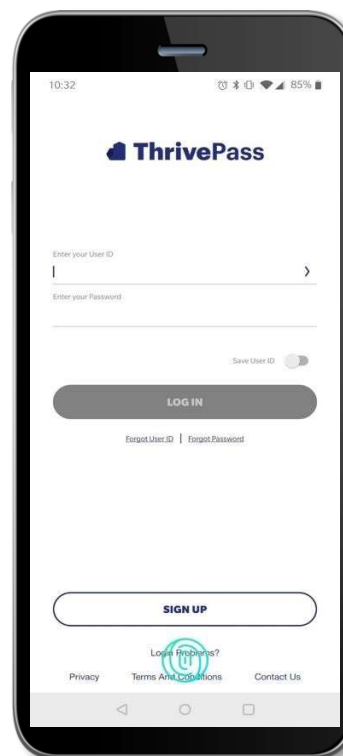 10:32 85%
ThrivePass
Enter your User ID
Enter your Password
Save User ID
LOG IN
Forgot User ID | Forgot Password
SIGN UP
Login Problems?
Privacy Terms And Conditions Contact Us